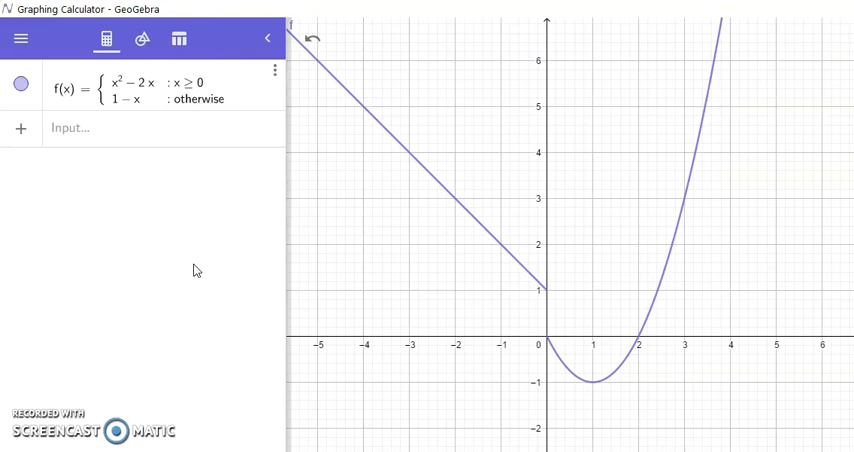 Graphing Calculator - GeoGebra
f
f(x) = { x² − 2 x : x ≥ 0
1 − x : otherwise
+ Input...
6
5
4
3
2
1
−5 −4 −3 −2 −1 0 1 2 3 4 5 6
−1
−2
RECORDED WITH
SCREENCAST MATIC